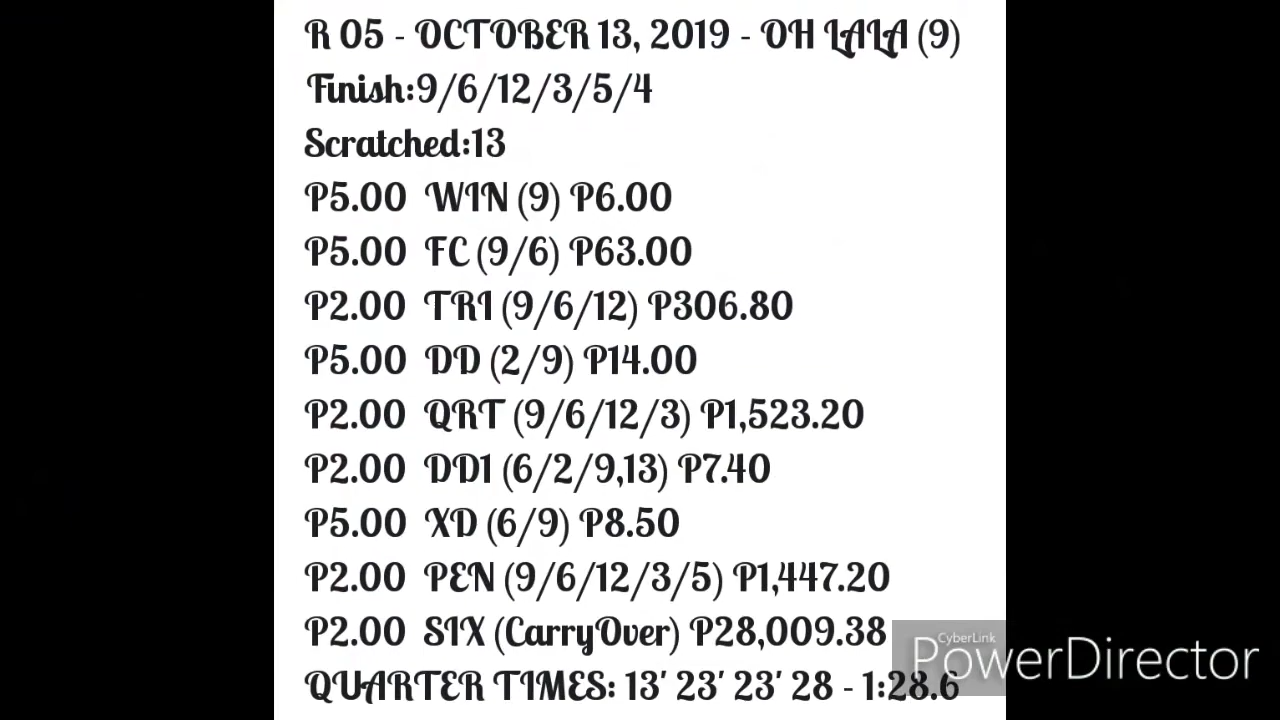 R 05 - OCTOBER 13, 2019 - OH LALA (9)
Finish:9/6/12/3/5/4
Scratched:13
P5.00 WIN (9) P6.00
P5.00 FC (9/6) P63.00
P2.00 TRI (9/6/12) P306.80
P5.00 DD (2/9) P14.00
P2.00 QRT (9/6/12/3) P1,523.20
P2.00 DD1 (6/2/9,13) P7.40
P5.00 XD (6/9) P8.50
P2.00 PEN (9/6/12/3/5) P1,447.20
P2.00 SIX (CarryOver) P28,009.38
QUARTER TIMES: 13' 23' 23' 28 - 1:28.6
CyberLink
PowerDirector